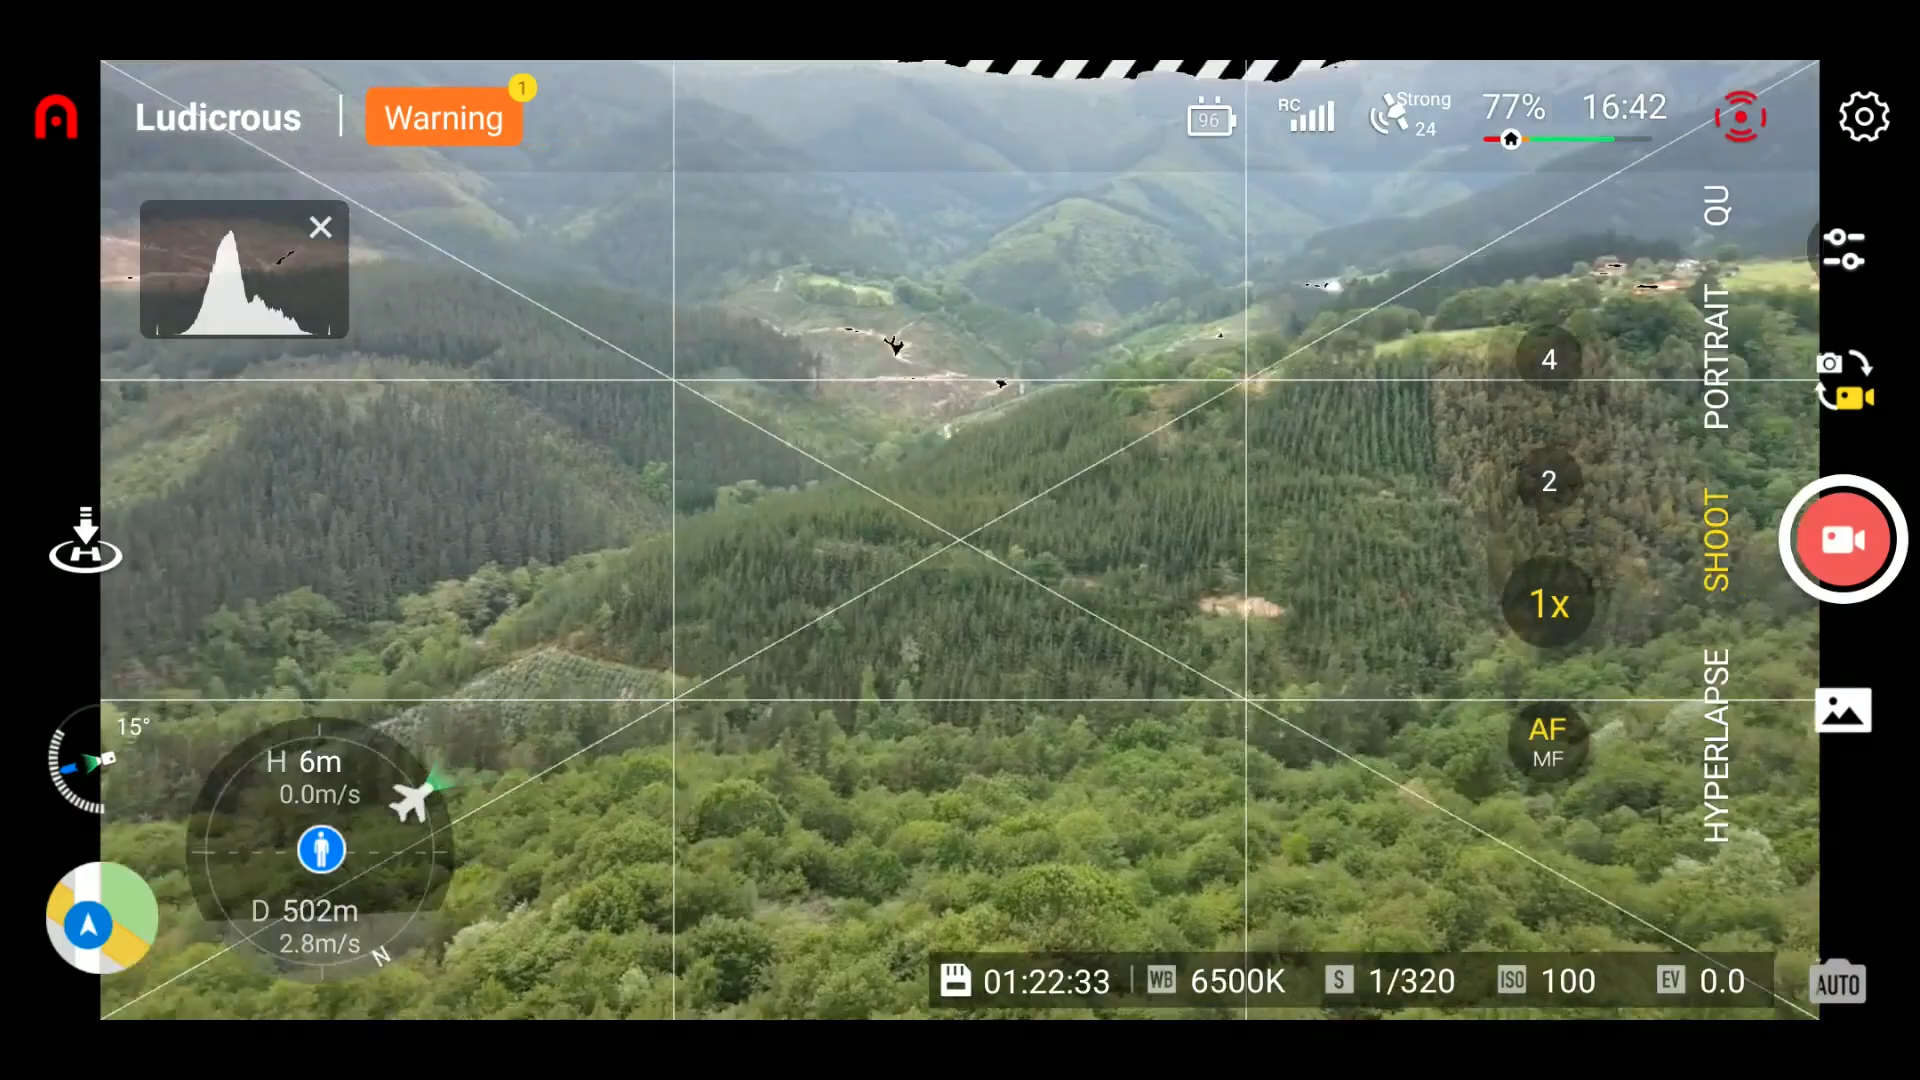 Ludicrous
Warning
1
96
RC
Strong
24
77%
16:42
QU
PORTRAIT
SHOOT
HYPERLAPSE
4
2
1x
AF
MF
15°
H 6m
0.0m/s
D 502m
2.8m/s
N
01:22:33
WB 6500K
S 1/320
ISO 100
EV 0.0
AUTO
H